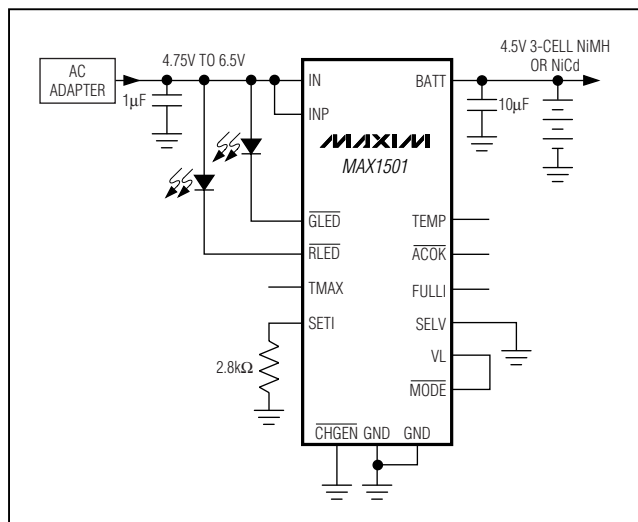 4.75V TO 6.5V
4.5V 3-CELL NiMH
OR NiCd
AC
ADAPTER
1µF
10µF
IN
INP
BATT
MAXIM
MAX1501
GLED
RLED
TMAX
SETI
2.8kΩ
TEMP
ACOK
FULLI
SELV
VL
MODE
CHGEN
GND
GND